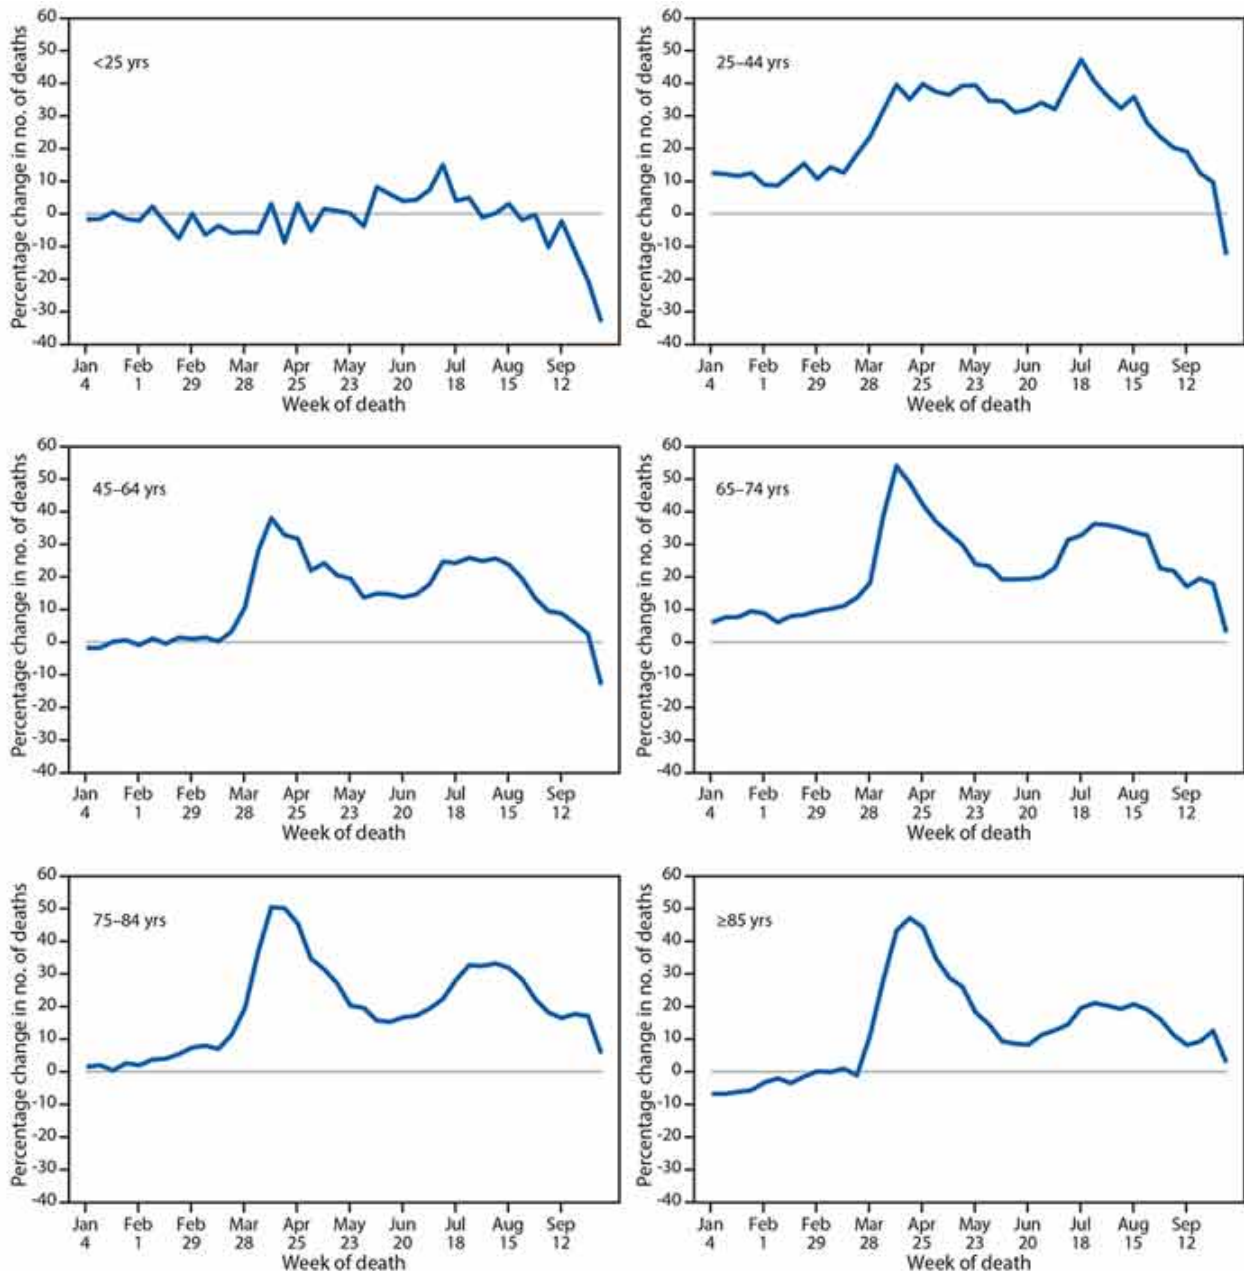 Percentage change in no. of deaths
60
50
40
30
20
10
0
-10
-20
-30
-40
<25 yrs
Jan Feb Feb Mar Apr May Jun Jul Aug Sep
4 1 29 28 25 23 20 18 15 12
Week of death
Percentage change in no. of deaths
60
50
40
30
20
10
0
-10
-20
-30
-40
25–44 yrs
Jan Feb Feb Mar Apr May Jun Jul Aug Sep
4 1 29 28 25 23 20 18 15 12
Week of death
Percentage change in no. of deaths
60
50
40
30
20
10
0
-10
-20
-30
-40
45–64 yrs
Jan Feb Feb Mar Apr May Jun Jul Aug Sep
4 1 29 28 25 23 20 18 15 12
Week of death
Percentage change in no. of deaths
60
50
40
30
20
10
0
-10
-20
-30
-40
65–74 yrs
Jan Feb Feb Mar Apr May Jun Jul Aug Sep
4 1 29 28 25 23 20 18 15 12
Week of death
Percentage change in no. of deaths
60
50
40
30
20
10
0
-10
-20
-30
-40
75–84 yrs
Jan Feb Feb Mar Apr May Jun Jul Aug Sep
4 1 29 28 25 23 20 18 15 12
Week of death
Percentage change in no. of deaths
60
50
40
30
20
10
0
-10
-20
-30
-40
≥85 yrs
Jan Feb Feb Mar Apr May Jun Jul Aug Sep
4 1 29 28 25 23 20 18 15 12
Week of death